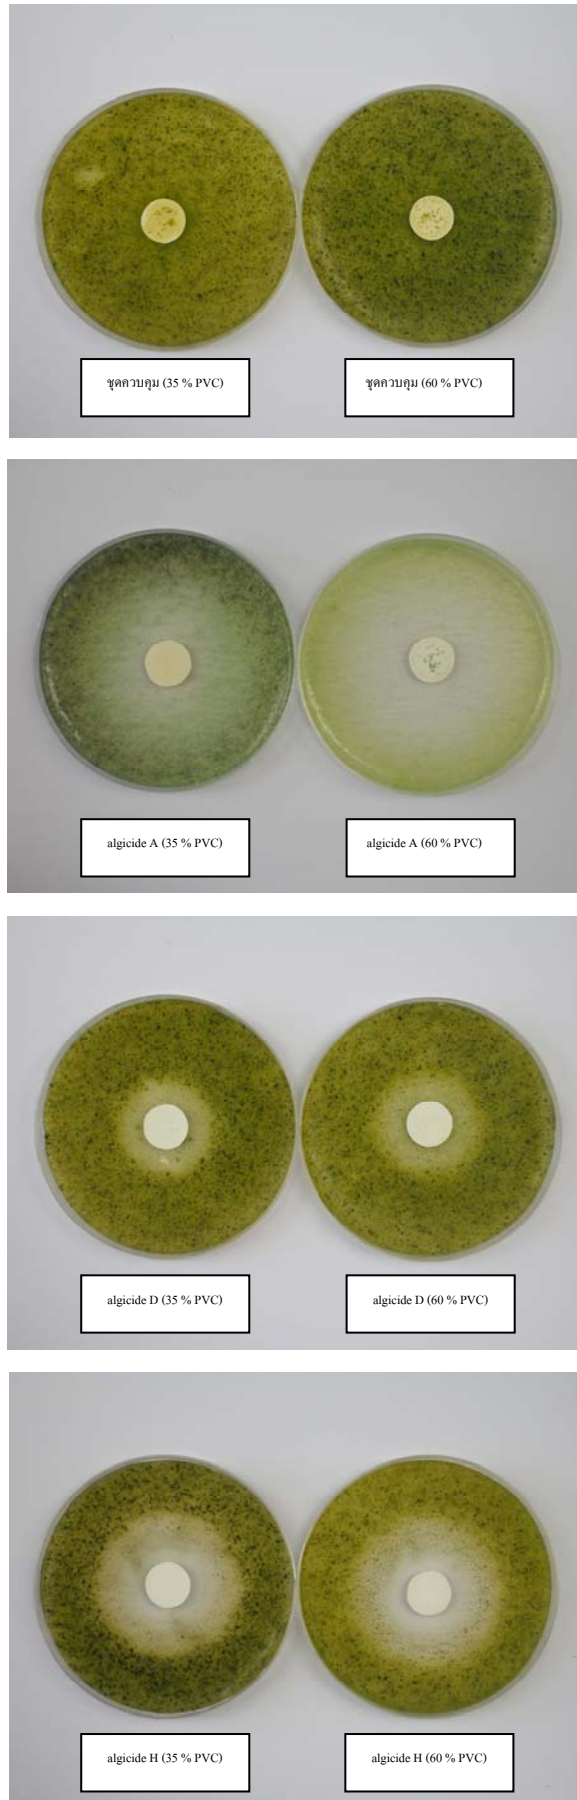 ชุดควบคุม (35 % PVC)
ชุดควบคุม (60 % PVC)
algicide A (35 % PVC)
algicide A (60 % PVC)
algicide D (35 % PVC)
algicide D (60 % PVC)
algicide H (35 % PVC)
algicide H (60 % PVC)